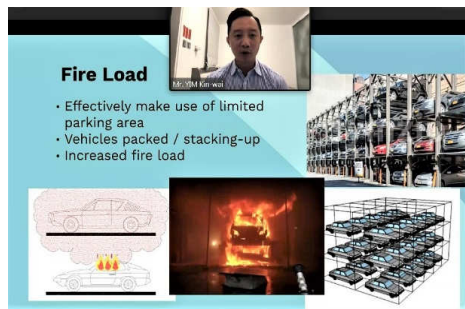 Mr. YIM Kin-wai
Fire Load
• Effectively make use of limited
parking area
• Vehicles packed / stacking-up
• Increased fire load